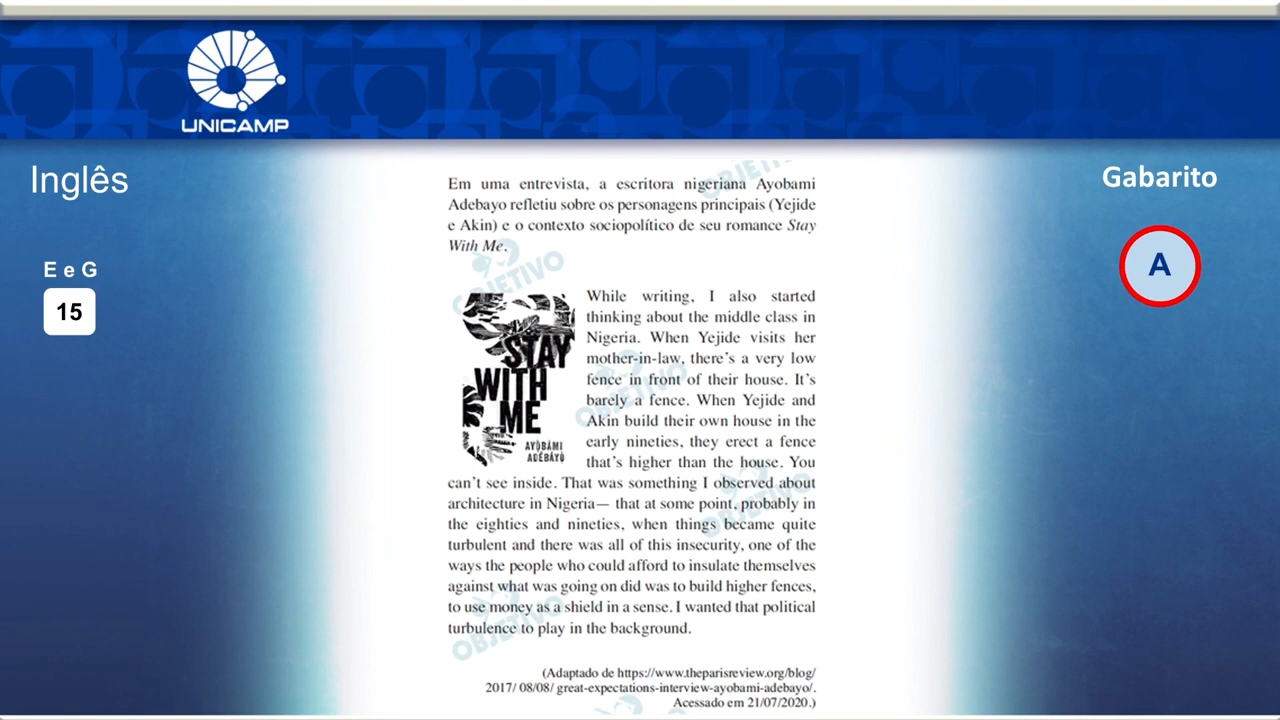 UNICAMP
Inglês
Gabarito
E e G
15
A
Em uma entrevista, a escritora nigeriana Ayobami
Adebayo refletiu sobre os personagens principais (Yejide
e Akin) e o contexto sociopolítico de seu romance Stay
With Me.
STAY
WITH
ME
AYỌ̀BÁMI
ADÉBÁYỌ̀
While writing, I also started
thinking about the middle class in
Nigeria. When Yejide visits her
mother-in-law, there's a very low
fence in front of their house. It's
barely a fence. When Yejide and
Akin build their own house in the
early nineties, they erect a fence
that's higher than the house. You
can't see inside. That was something I observed about
architecture in Nigeria— that at some point, probably in
the eighties and nineties, when things became quite
turbulent and there was all of this insecurity, one of the
ways the people who could afford to insulate themselves
against what was going on did was to build higher fences,
to use money as a shield in a sense. I wanted that political
turbulence to play in the background.
(Adaptado de https://www.theparisreview.org/blog/
2017/ 08/08/ great-expectations-interview-ayobami-adebayo/.
Acessado em 21/07/2020.)
OBJETIVO
OBJETIVO
OBJETIVO
OBJETIVO
OBJETIVO